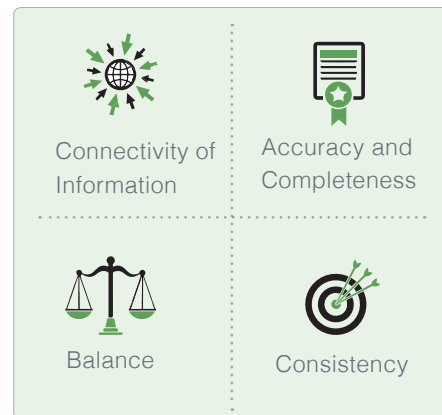 Connectivity of
Information
Accuracy and
Completeness
Balance
Consistency